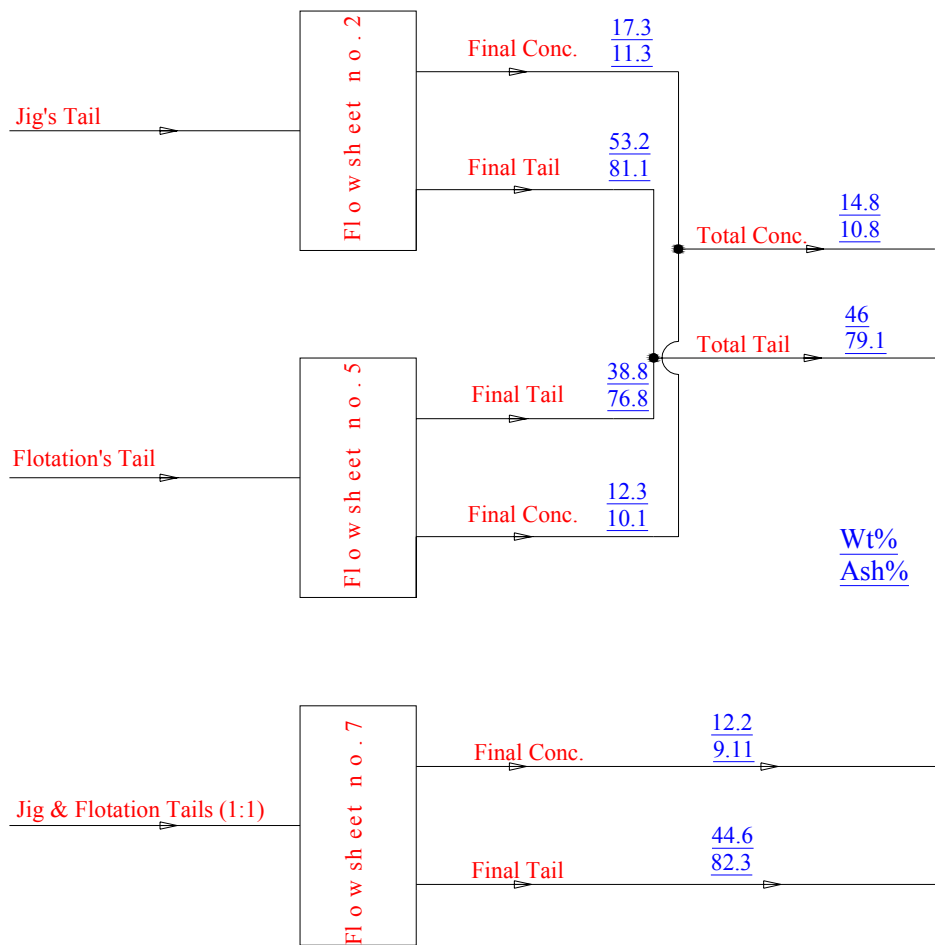 Jig's Tail
Flowsheet no.2
Final Conc.
17.3
11.3
Final Tail
53.2
81.1
Total Conc.
14.8
10.8
Total Tail
46
79.1
Flotation's Tail
Flowsheet no.5
Final Tail
38.8
76.8
Final Conc.
12.3
10.1
Wt%
Ash%
Jig & Flotation Tails (1:1)
Flowsheet no.7
Final Conc.
12.2
9.11
Final Tail
44.6
82.3